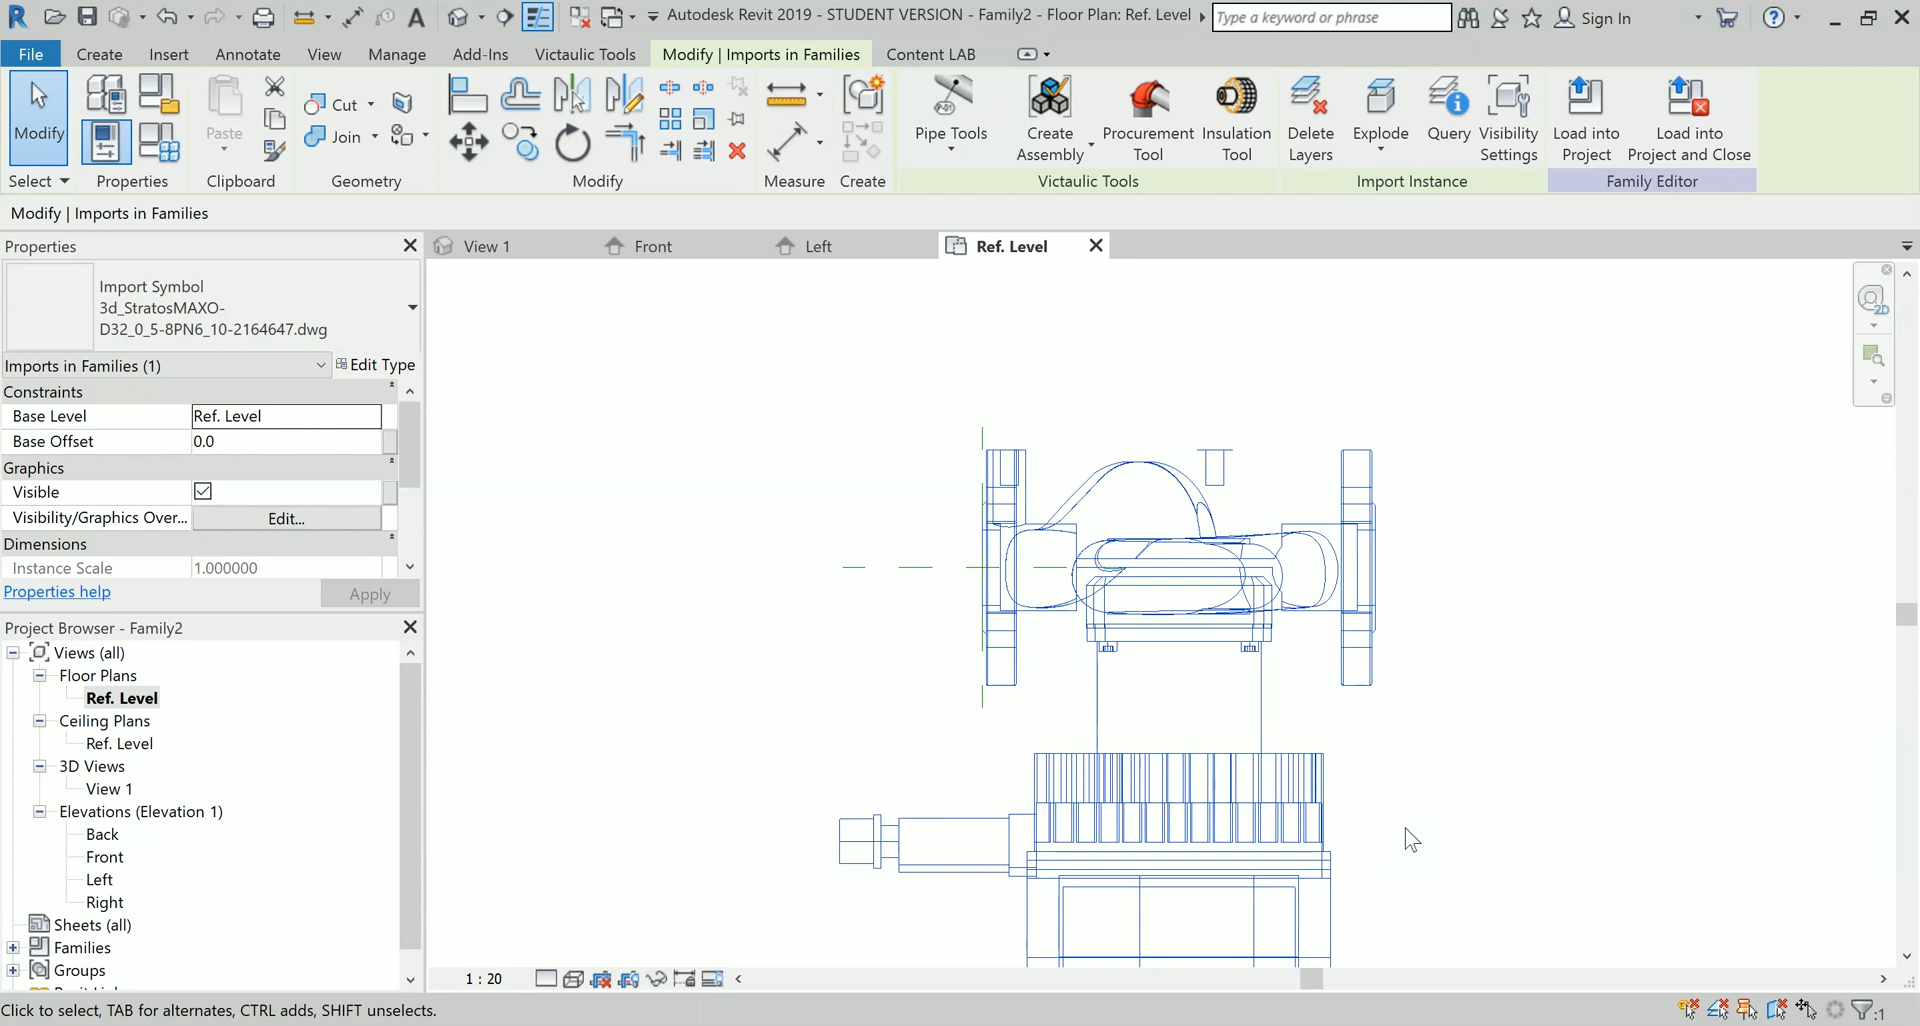 Autodesk Revit 2019 - STUDENT VERSION - Family2 - Floor Plan: Ref. Level
Type a keyword or phrase
Sign In
File Create Insert Annotate View Manage Add-Ins Victaulic Tools Modify | Imports in Families Content LAB
Modify
Paste
Cut
Join
Pipe Tools
Create Assembly
Procurement Tool
Insulation Tool
Delete Layers
Explode
Query
Visibility Settings
Load into Project
Load into Project and Close
Select Properties Clipboard Geometry Modify Measure Create Victaulic Tools Import Instance Family Editor
Modify | Imports in Families
Properties
View 1 Front Left Ref. Level
Import Symbol
3d_StratosMAXO-
D32_0_5-8PN6_10-2164647.dwg
Imports in Families (1) Edit Type
Constraints
Base Level Ref. Level
Base Offset 0.0
Graphics
Visible
Visibility/Graphics Over... Edit...
Dimensions
Instance Scale 1.000000
Properties help Apply
Project Browser - Family2
Views (all)
Floor Plans
Ref. Level
Ceiling Plans
Ref. Level
3D Views
View 1
Elevations (Elevation 1)
Back
Front
Left
Right
Sheets (all)
Families
Groups
1 : 20
2D
Click to select, TAB for alternates, CTRL adds, SHIFT unselects.
:1